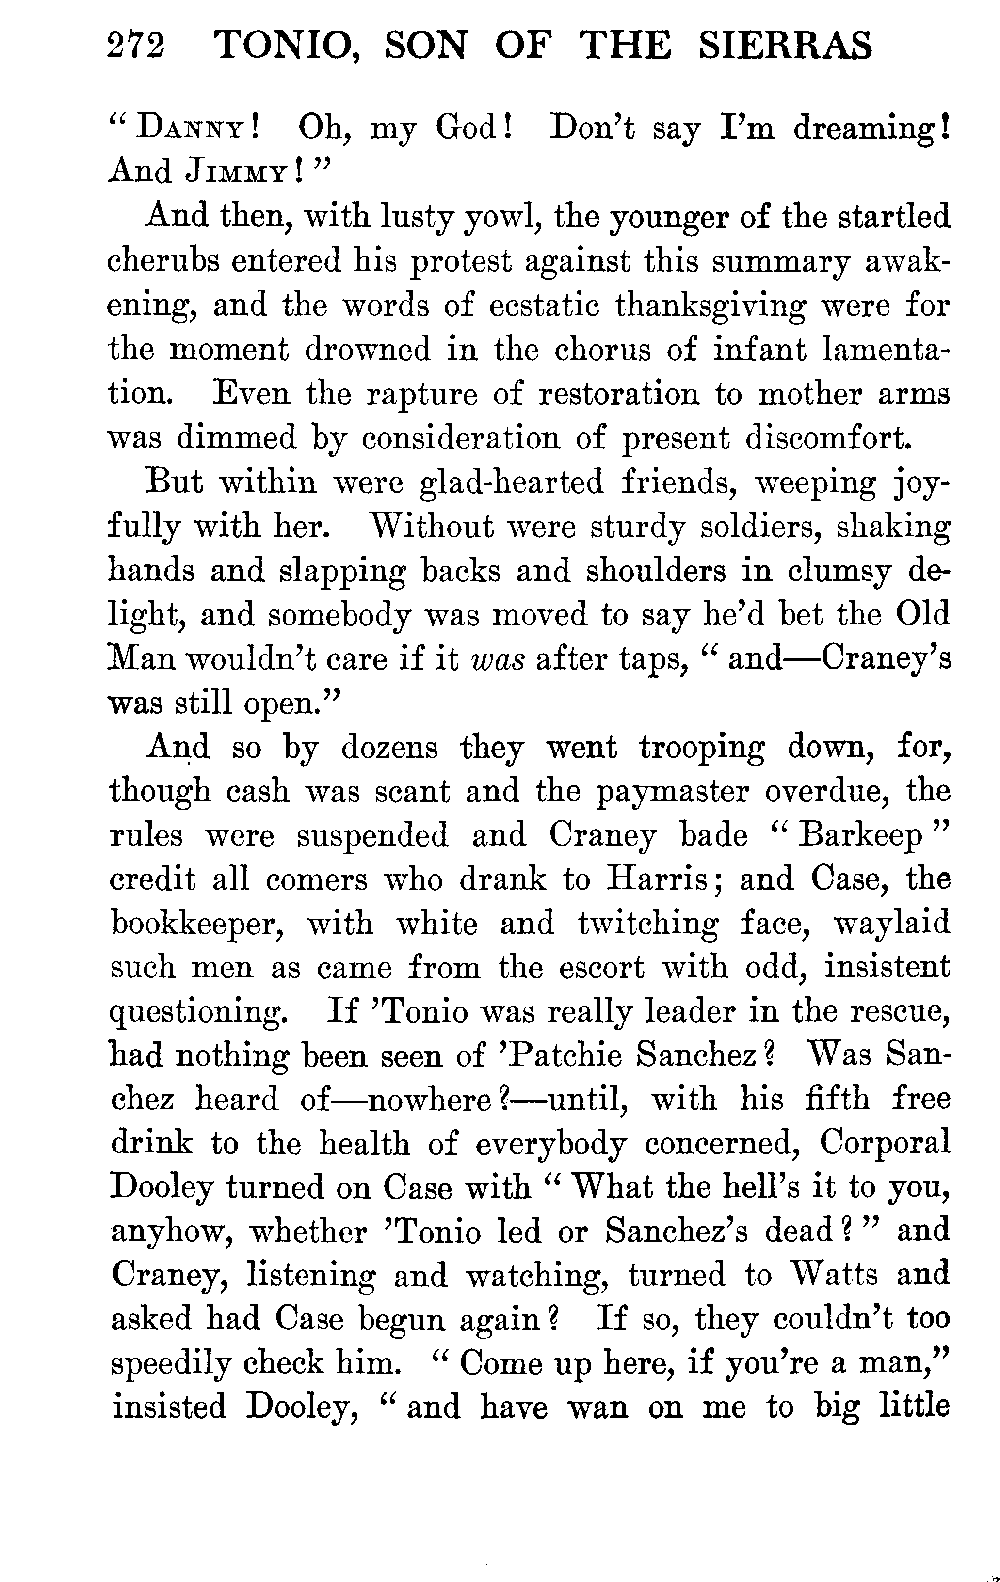 272 TONIO, SON OF THE SIERRAS
“ DANNY! Oh, my God! Don’t say I’m dreaming!
And JIMMY! ”
And then, with lusty yowl, the younger of the startled
cherubs entered his protest against this summary awak-
ening, and the words of ecstatic thanksgiving were for
the moment drowned in the chorus of infant lamenta-
tion. Even the rapture of restoration to mother arms
was dimmed by consideration of present discomfort.
But within were glad-hearted friends, weeping joy-
fully with her. Without were sturdy soldiers, shaking
hands and slapping backs and shoulders in clumsy de-
light, and somebody was moved to say he’d bet the Old
Man wouldn’t care if it was after taps, “ and—Craney’s
was still open.”
And so by dozens they went trooping down, for,
though cash was scant and the paymaster overdue, the
rules were suspended and Craney bade “ Barkeep ”
credit all comers who drank to Harris; and Case, the
bookkeeper, with white and twitching face, waylaid
such men as came from the escort with odd, insistent
questioning. If ’Tonio was really leader in the rescue,
had nothing been seen of ’Patchie Sanchez? Was San-
chez heard of—nowhere?—until, with his fifth free
drink to the health of everybody concerned, Corporal
Dooley turned on Case with “ What the hell’s it to you,
anyhow, whether ’Tonio led or Sanchez’s dead? ” and
Craney, listening and watching, turned to Watts and
asked had Case begun again? If so, they couldn’t too
speedily check him. “ Come up here, if you’re a man,”
insisted Dooley, “ and have wan on me to big little